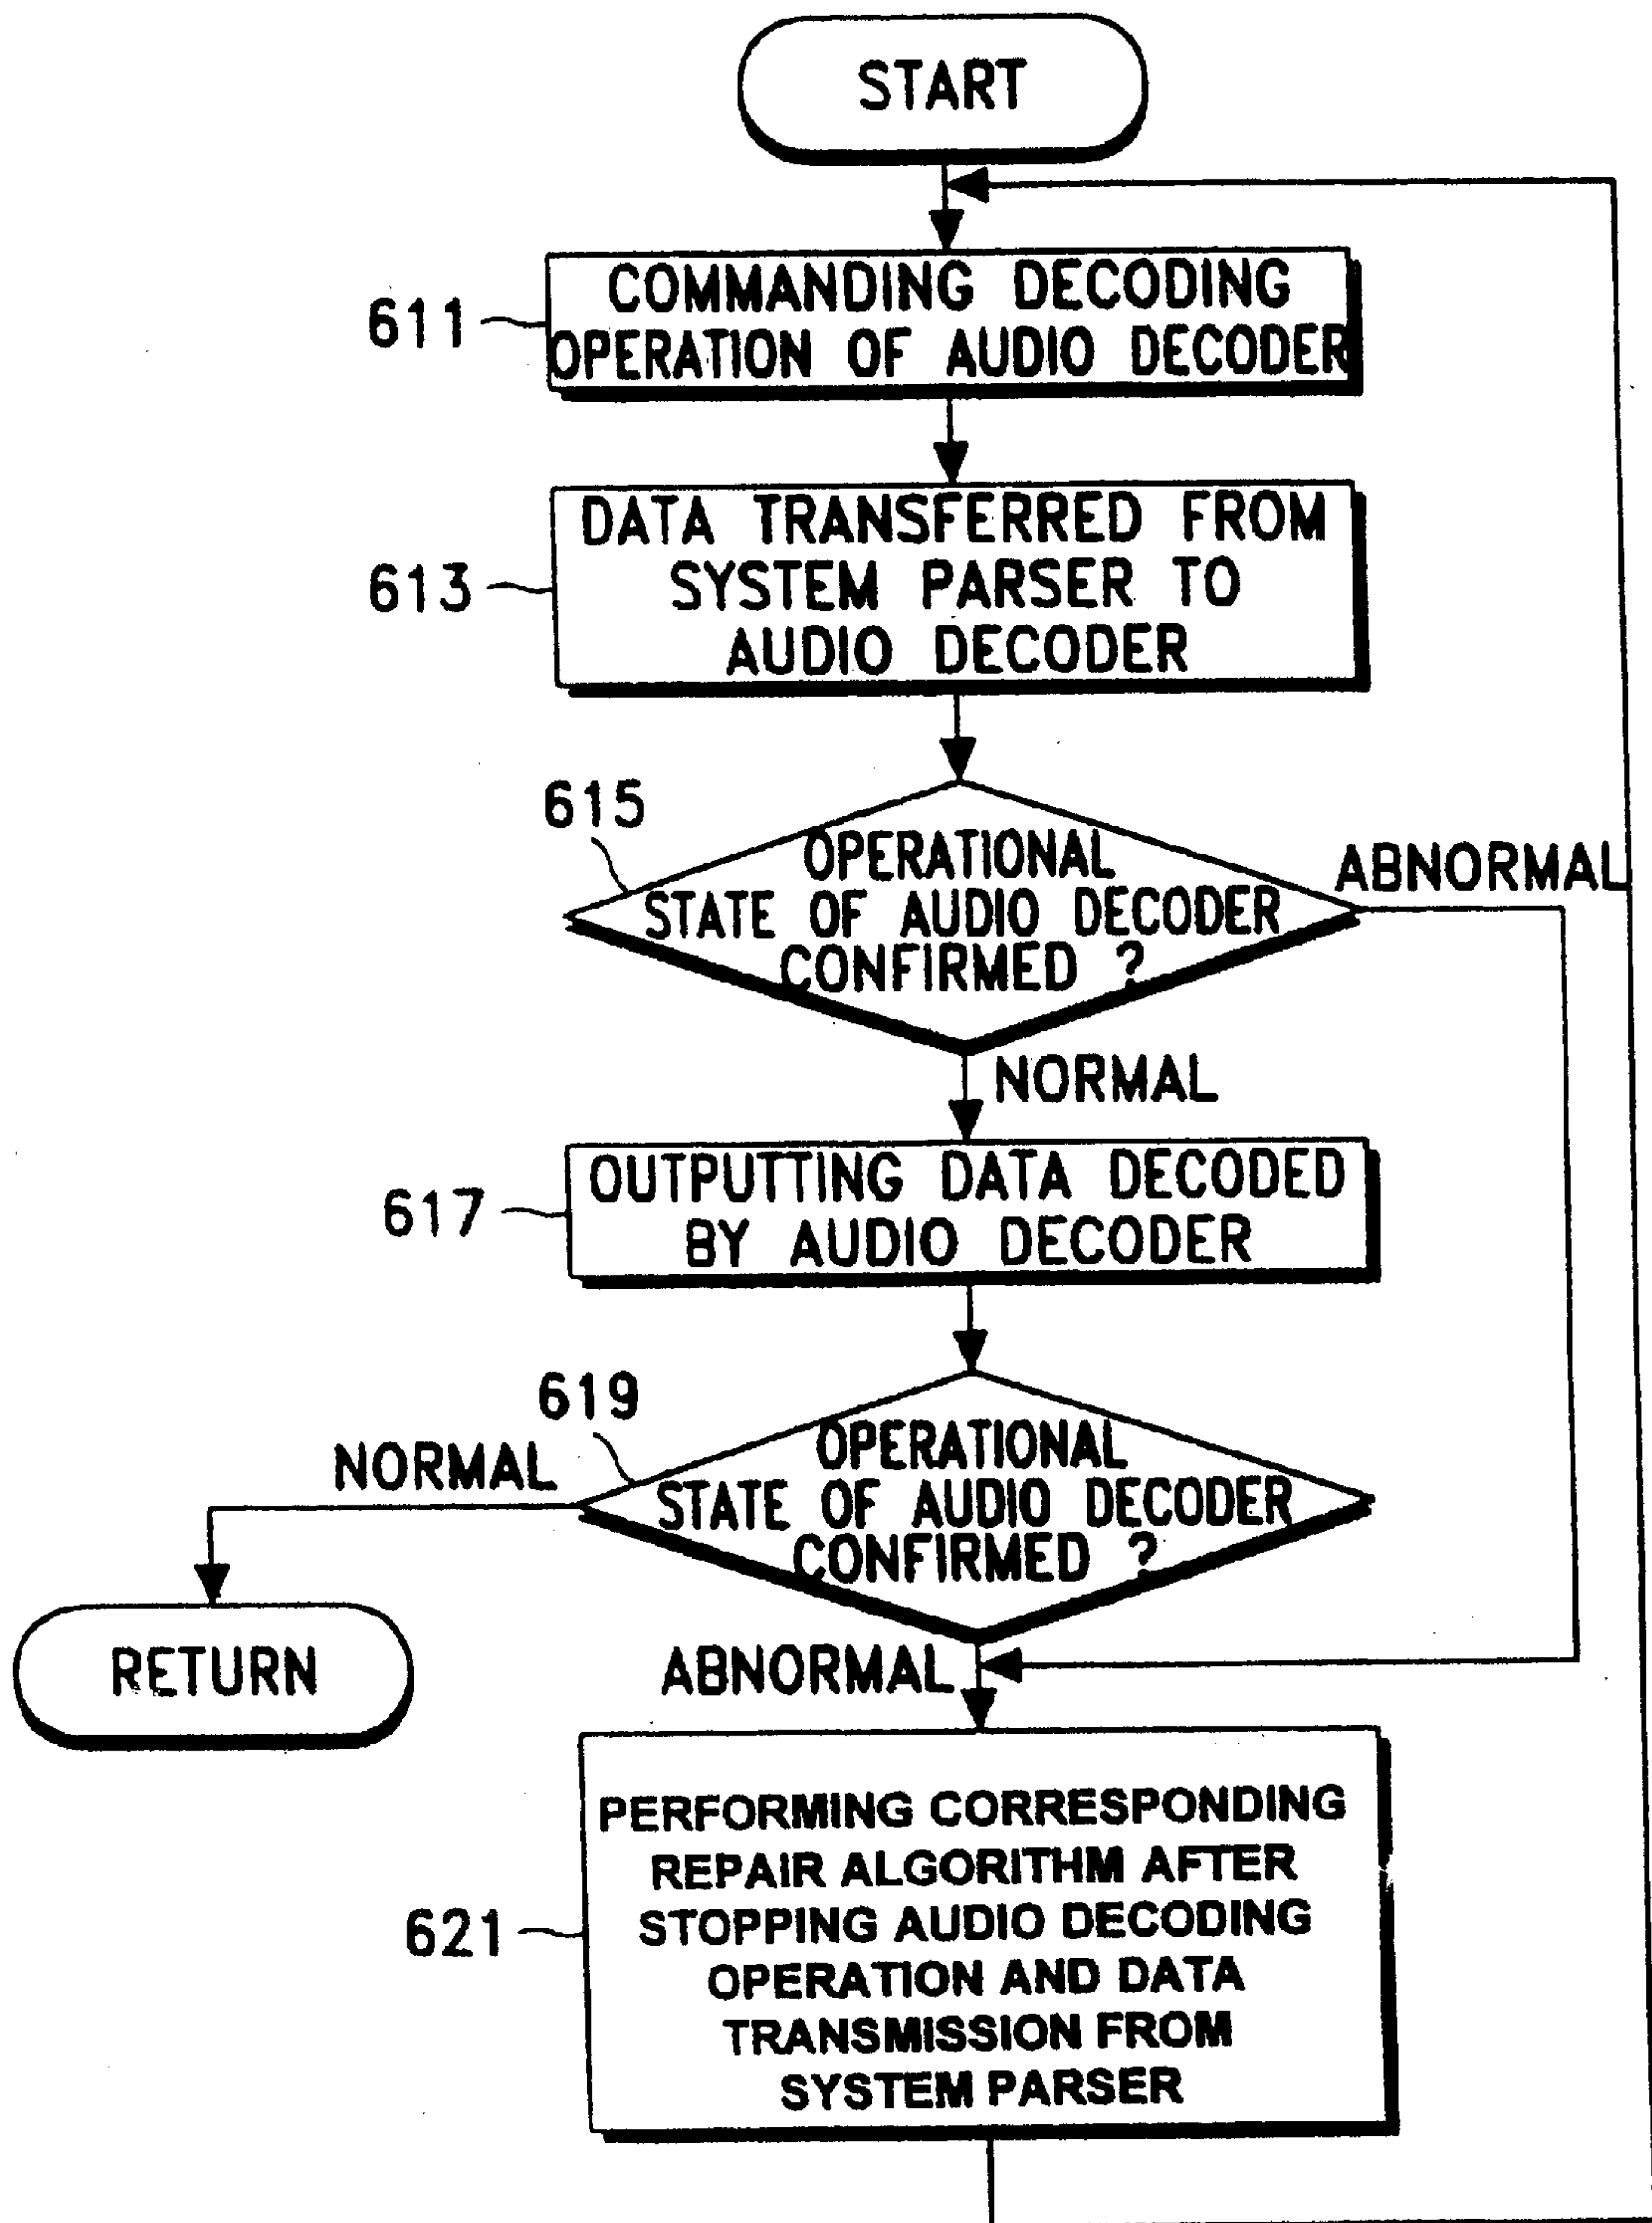 START
611
COMMANDING DECODING
OPERATION OF AUDIO DECODER
613
DATA TRANSFERRED FROM
SYSTEM PARSER TO
AUDIO DECODER
615
OPERATIONAL
STATE OF AUDIO DECODER
CONFIRMED ?
ABNORMAL
NORMAL
617
OUTPUTTING DATA DECODED
BY AUDIO DECODER
619
OPERATIONAL
STATE OF AUDIO DECODER
CONFIRMED ?
NORMAL
RETURN
ABNORMAL
621
PERFORMING CORRESPONDING
REPAIR ALGORITHM AFTER
STOPPING AUDIO DECODING
OPERATION AND DATA
TRANSMISSION FROM
SYSTEM PARSER